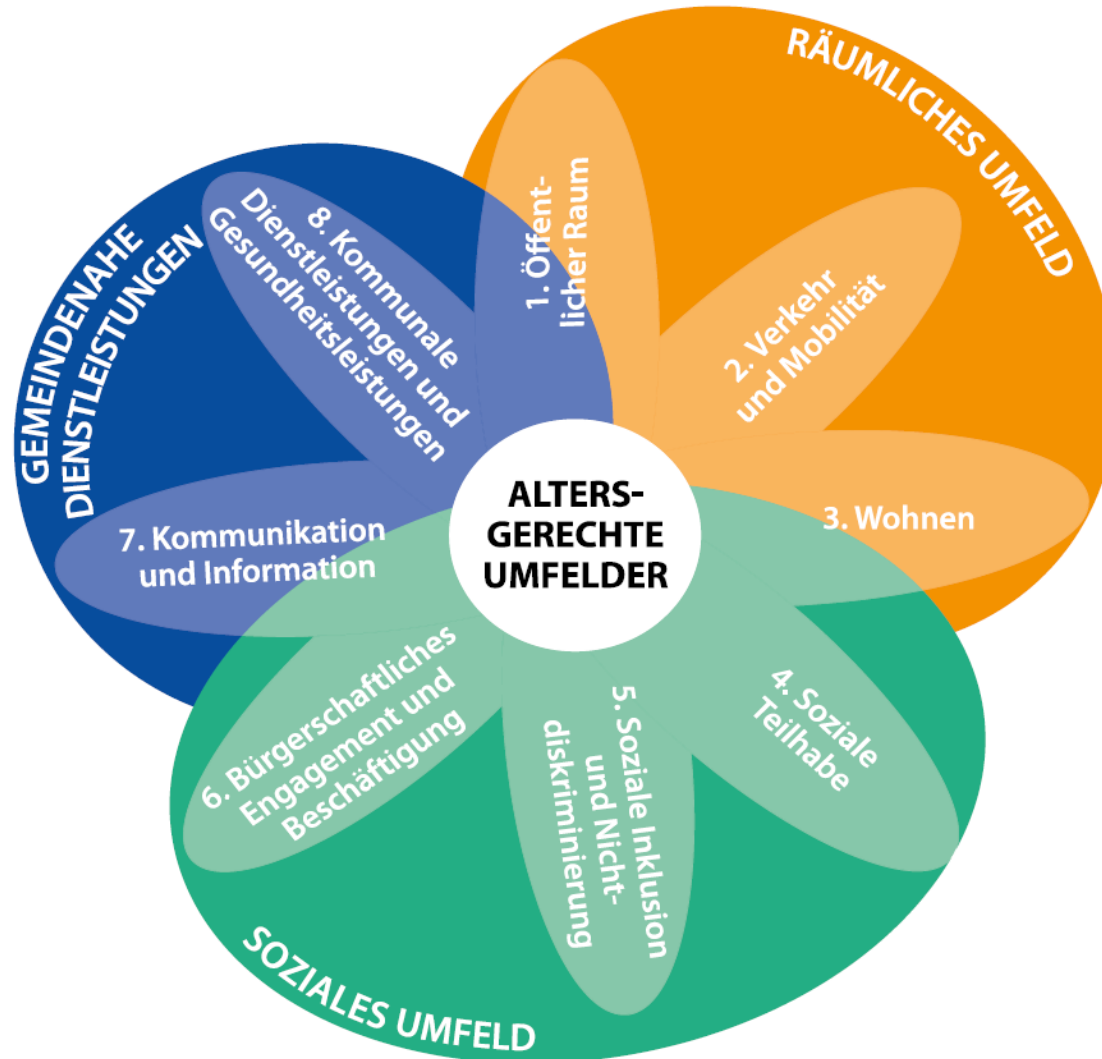 RÄUMLICHES UMFELD
1. Öffent-
licher Raum
2. Verkehr
und Mobilität
3. Wohnen
SOZIALES UMFELD
4. Soziale
Teilhabe
5. Soziale Inklusion
und Nicht-
diskriminierung
6. Bürgerschaftliches
Engagement und
Beschäftigung
GEMEINDENAHE
DIENSTLEISTUNGEN
7. Kommunikation
und Information
8. Kommunale
Dienstleistungen und
Gesundheitsleistungen
ALTERS-
GERECHTE
UMFELDER